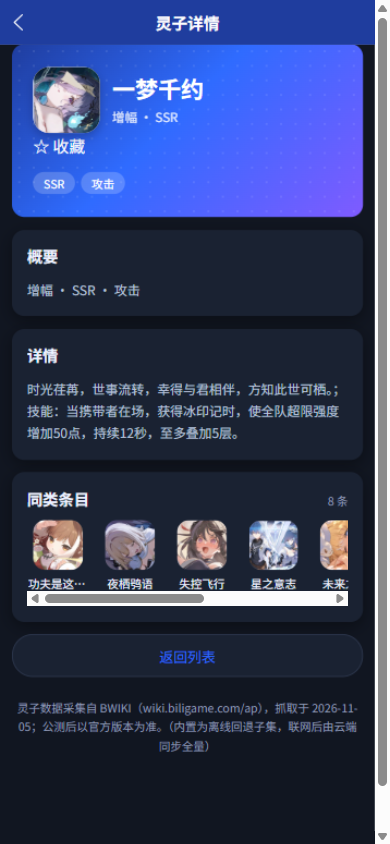 灵子详情
一梦千约
增幅 · SSR
☆ 收藏
SSR 攻击
概要
增幅 · SSR · 攻击
详情
时光荏苒，世事流转，幸得与君相伴，方知此世可栖。；
技能：当携带者在场，获得冰印记时，使全队超限强度
增加50点，持续12秒，至多叠加5层。
同类条目 8 条
功夫是这… 夜栖鸮语 失控飞行 星之意志 未来
返回列表
灵子数据采集自 BWIKI（wiki.biligame.com/ap），抓取于 2026-11-
05；公测后以官方版本为准。（内置为离线回退子集，联网后由云端
同步全量）